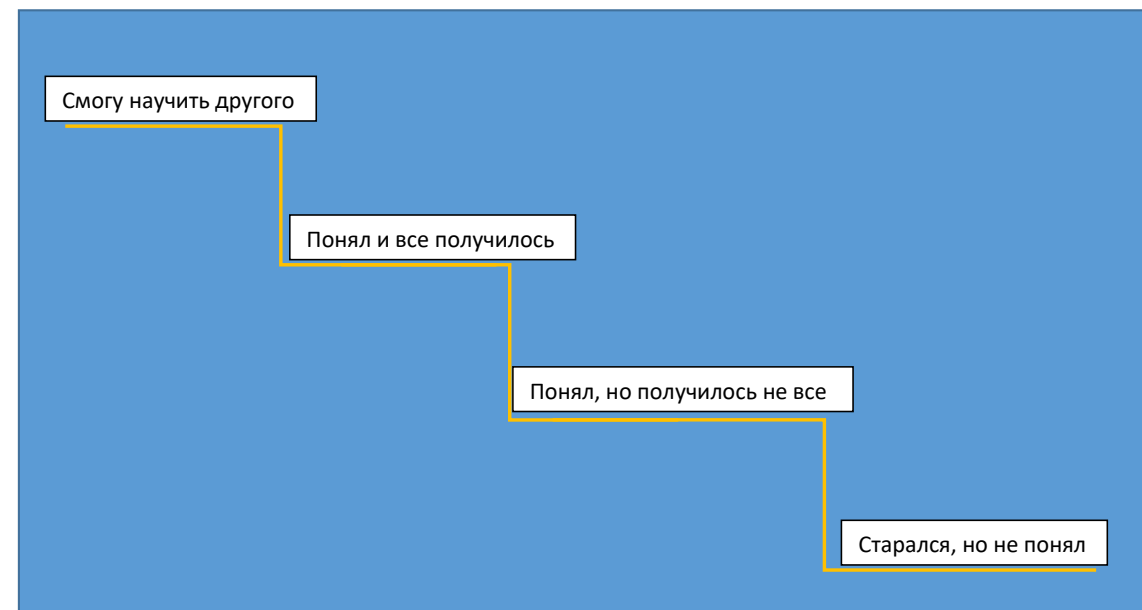 Смогу научить другого
Понял и все получилось
Понял, но получилось не все
Старался, но не понял